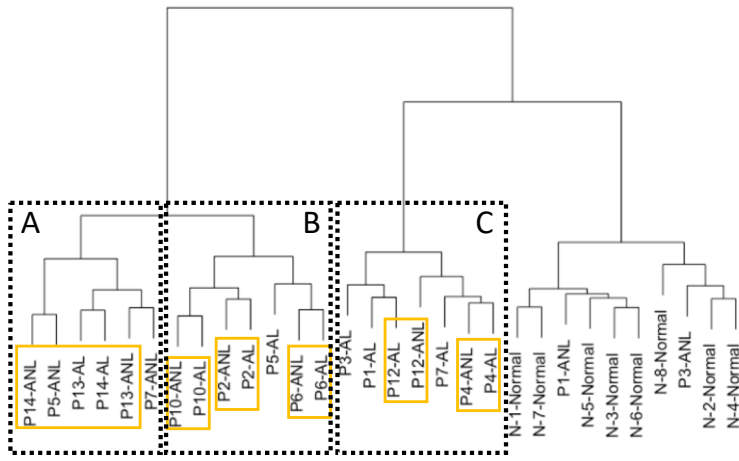 A
B
C
P14-ANL
P5-ANL
P13-AL
P14-AL
P13-ANL
P7-ANL
P10-ANL
P10-AL
P2-ANL
P2-AL
P5-AL
P6-ANL
P6-AL
P3-AL
P1-AL
P12-AL
P12-ANL
P7-AL
P4-ANL
P4-AL
N-1-Normal
N-7-Normal
P1-ANL
N-5-Normal
N-3-Normal
N-6-Normal
N-8-Normal
P3-ANL
N-2-Normal
N-4-Normal